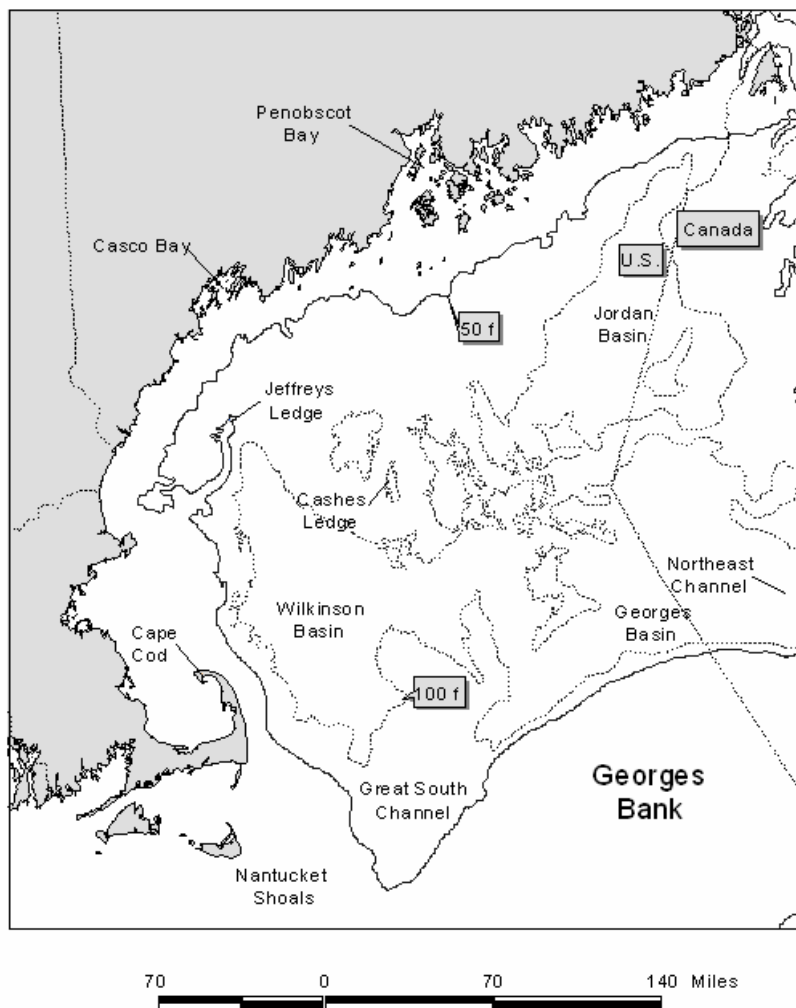 Penobscot
Bay
Casco Bay
Canada
U.S.
Jordan
Basin
50 f
Jeffreys
Ledge
Cashes
Ledge
Northeast
Channel
Wilkinson
Basin
Georges
Basin
Cape
Cod
100 f
Great South
Channel
Georges
Bank
Nantucket
Shoals
70 0 70 140 Miles